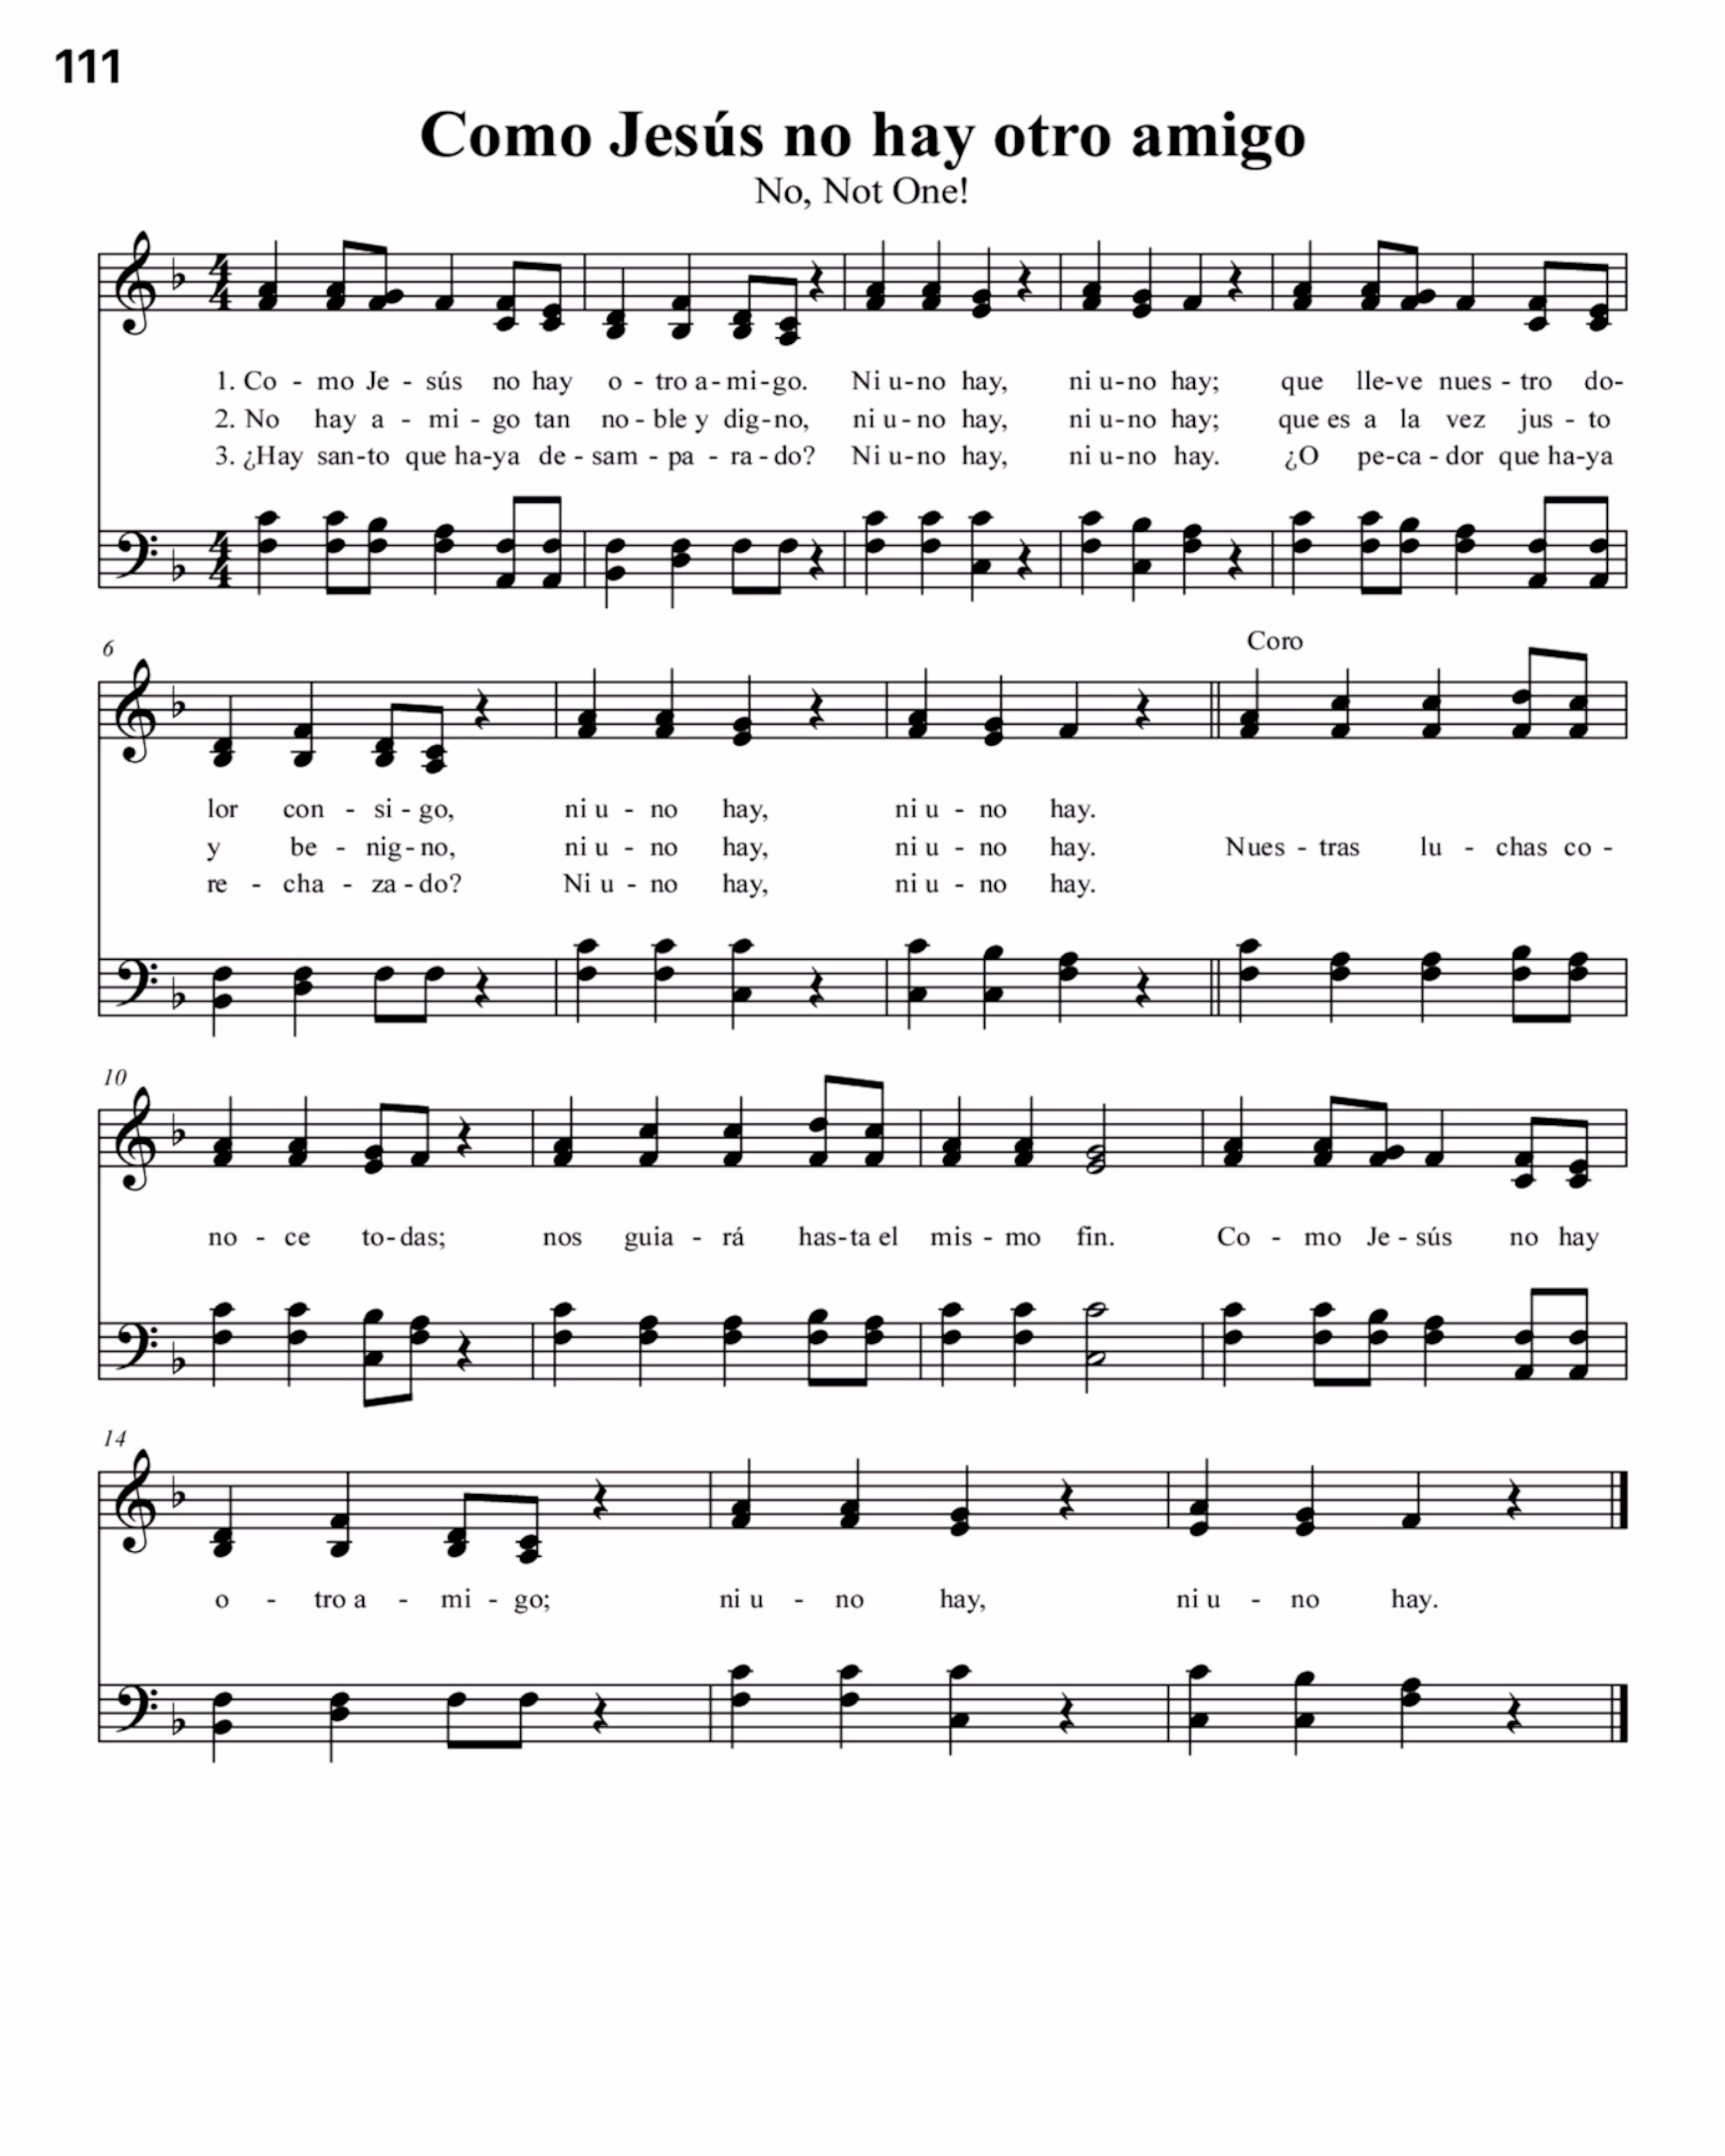 111
Como Jesús no hay otro amigo
No, Not One!
4/4
1. Co - mo Je - sús no hay o - tro a - mi - go. Ni u - no hay, ni u - no hay; que lle - ve nues - tro do-
2. No hay a - mi - go tan no - ble y dig - no, ni u - no hay, ni u - no hay; que es a la vez jus - to
3. ¿Hay san - to que ha - ya de - sam - pa - ra - do? Ni u - no hay, ni u - no hay. ¿O pe - ca - dor que ha - ya
4/4
6
Coro
lor con - si - go, ni u - no hay, ni u - no hay.
y be - nig - no, ni u - no hay, ni u - no hay. Nues - tras lu - chas co -
re - cha - za - do? Ni u - no hay, ni u - no hay.
10
no - ce to - das; nos guia - rá has - ta el mis - mo fin. Co - mo Je - sús no hay
14
o - tro a - mi - go; ni u - no hay, ni u - no hay.